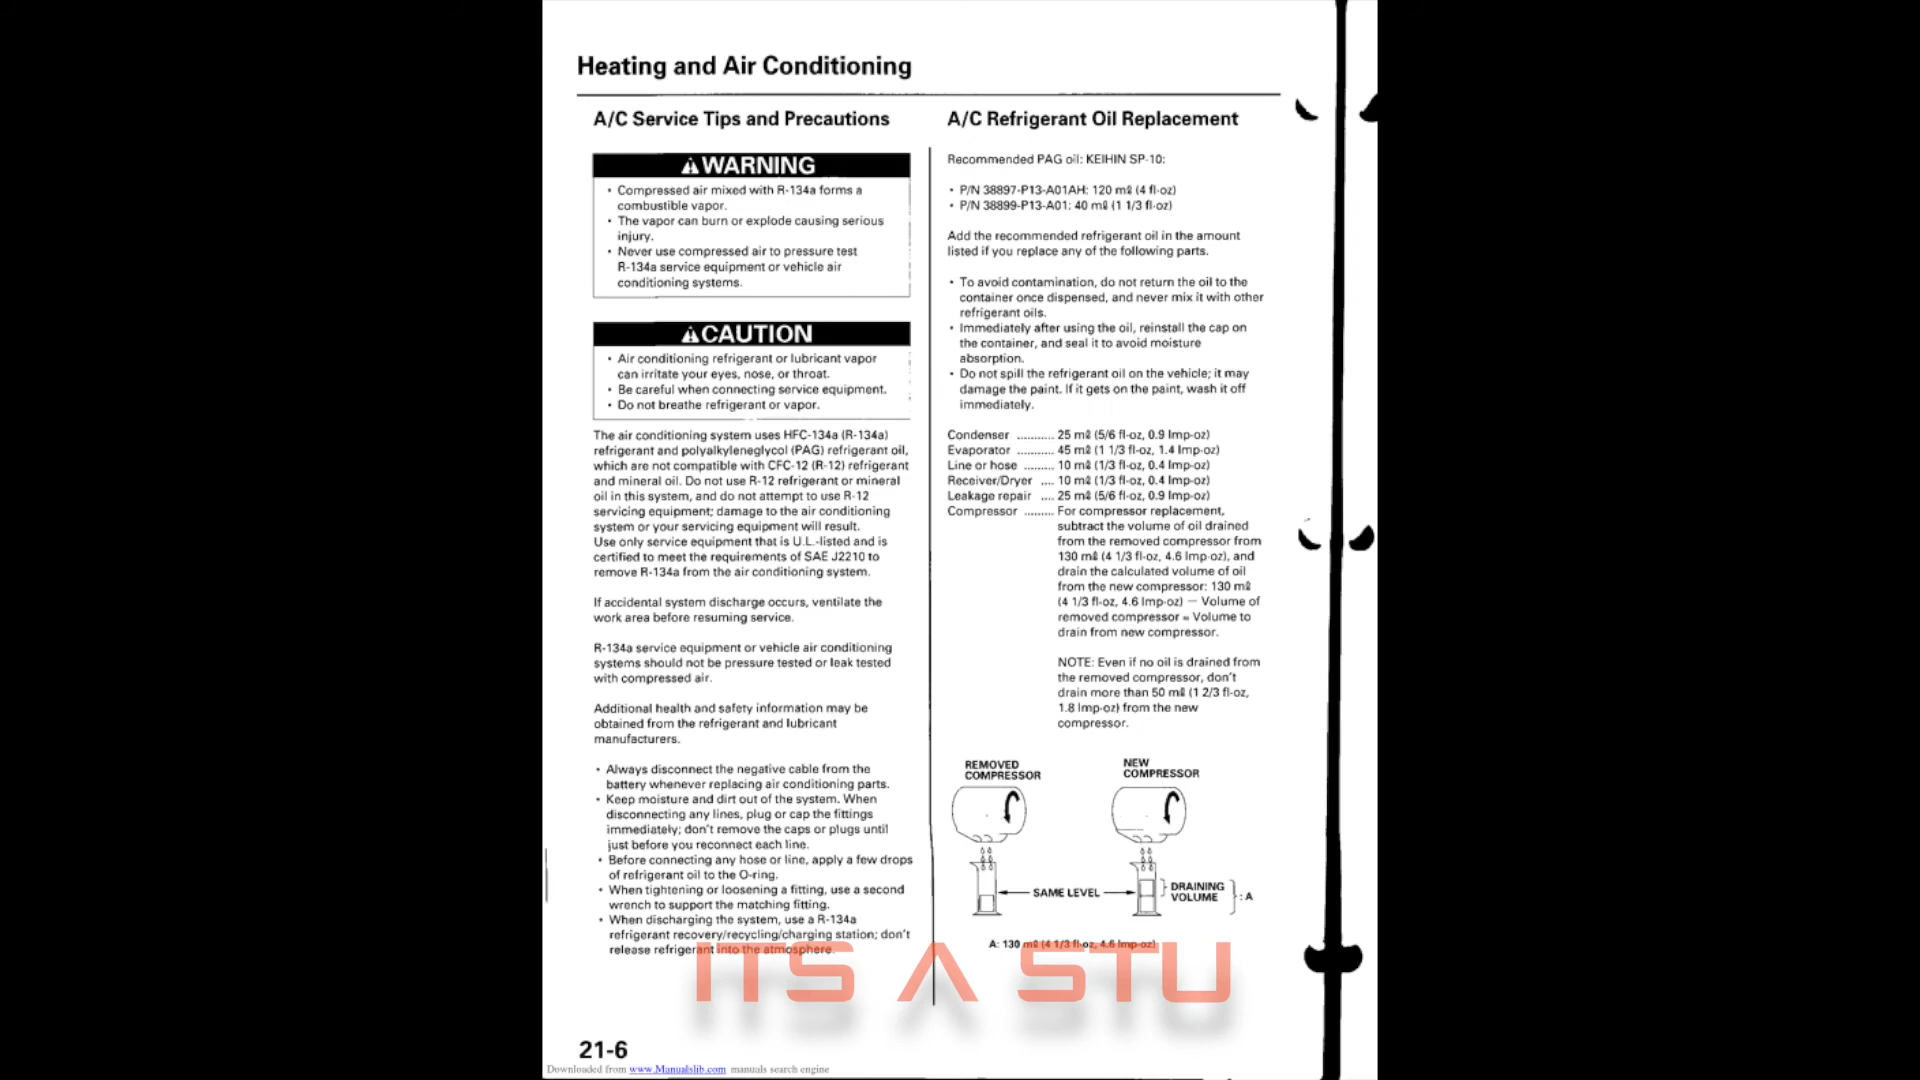 Heating and Air Conditioning
A/C Service Tips and Precautions
WARNING
• Compressed air mixed with R-134a forms a
combustible vapor.
• The vapor can burn or explode causing serious
injury.
• Never use compressed air to pressure test
R-134a service equipment or vehicle air
conditioning systems.
CAUTION
• Air conditioning refrigerant or lubricant vapor
can irritate your eyes, nose, or throat.
• Be careful when connecting service equipment.
• Do not breathe refrigerant or vapor.
The air conditioning system uses HFC-134a (R-134a)
refrigerant and polyalkyleneglycol (PAG) refrigerant oil,
which are not compatible with CFC-12 (R-12) refrigerant
and mineral oil. Do not use R-12 refrigerant or mineral
oil in this system, and do not attempt to use R-12
servicing equipment; damage to the air conditioning
system or your servicing equipment will result.
Use only service equipment that is U.L.-listed and is
certified to meet the requirements of SAE J2210 to
remove R-134a from the air conditioning system.
If accidental system discharge occurs, ventilate the
work area before resuming service.
R-134a service equipment or vehicle air conditioning
systems should not be pressure tested or leak tested
with compressed air.
Additional health and safety information may be
obtained from the refrigerant and lubricant
manufacturers.
• Always disconnect the negative cable from the
battery whenever replacing air conditioning parts.
• Keep moisture and dirt out of the system. When
disconnecting any lines, plug or cap the fittings
immediately; don't remove the caps or plugs until
just before you reconnect each line.
• Before connecting any hose or line, apply a few drops
of refrigerant oil to the O-ring.
• When tightening or loosening a fitting, use a second
wrench to support the matching fitting.
• When discharging the system, use a R-134a
refrigerant recovery/recycling/charging station; don't
release refrigerant into the atmosphere.
A/C Refrigerant Oil Replacement
Recommended PAG oil: KEIHIN SP-10:
• P/N 38897-P13-A01AH: 120 mℓ (4 fl·oz)
• P/N 38899-P13-A01: 40 mℓ (1 1/3 fl·oz)
Add the recommended refrigerant oil in the amount
listed if you replace any of the following parts.
• To avoid contamination, do not return the oil to the
container once dispensed, and never mix it with other
refrigerant oils.
• Immediately after using the oil, reinstall the cap on
the container, and seal it to avoid moisture
absorption.
• Do not spill the refrigerant oil on the vehicle; it may
damage the paint. If it gets on the paint, wash it off
immediately.
Condenser ........... 25 mℓ (5/6 fl·oz, 0.9 Imp·oz)
Evaporator ........... 45 mℓ (1 1/3 fl·oz, 1.4 Imp·oz)
Line or hose ......... 10 mℓ (1/3 fl·oz, 0.4 Imp·oz)
Receiver/Dryer .... 10 mℓ (1/3 fl·oz, 0.4 Imp·oz)
Leakage repair .... 25 mℓ (5/6 fl·oz, 0.9 Imp·oz)
Compressor ......... For compressor replacement,
subtract the volume of oil drained
from the removed compressor from
130 mℓ (4 1/3 fl·oz, 4.6 Imp·oz), and
drain the calculated volume of oil
from the new compressor: 130 mℓ
(4 1/3 fl·oz, 4.6 Imp·oz) — Volume of
removed compressor = Volume to
drain from new compressor.
NOTE: Even if no oil is drained from
the removed compressor, don't
drain more than 50 mℓ (1 2/3 fl·oz,
1.8 Imp·oz) from the new
compressor.
REMOVED
COMPRESSOR
NEW
COMPRESSOR
SAME LEVEL
DRAINING
VOLUME
: A
A: 130 mℓ (4 1/3 fl·oz, 4.6 Imp·oz)
ITS A STU
21-6
Downloaded from www.Manualslib.com manuals search engine